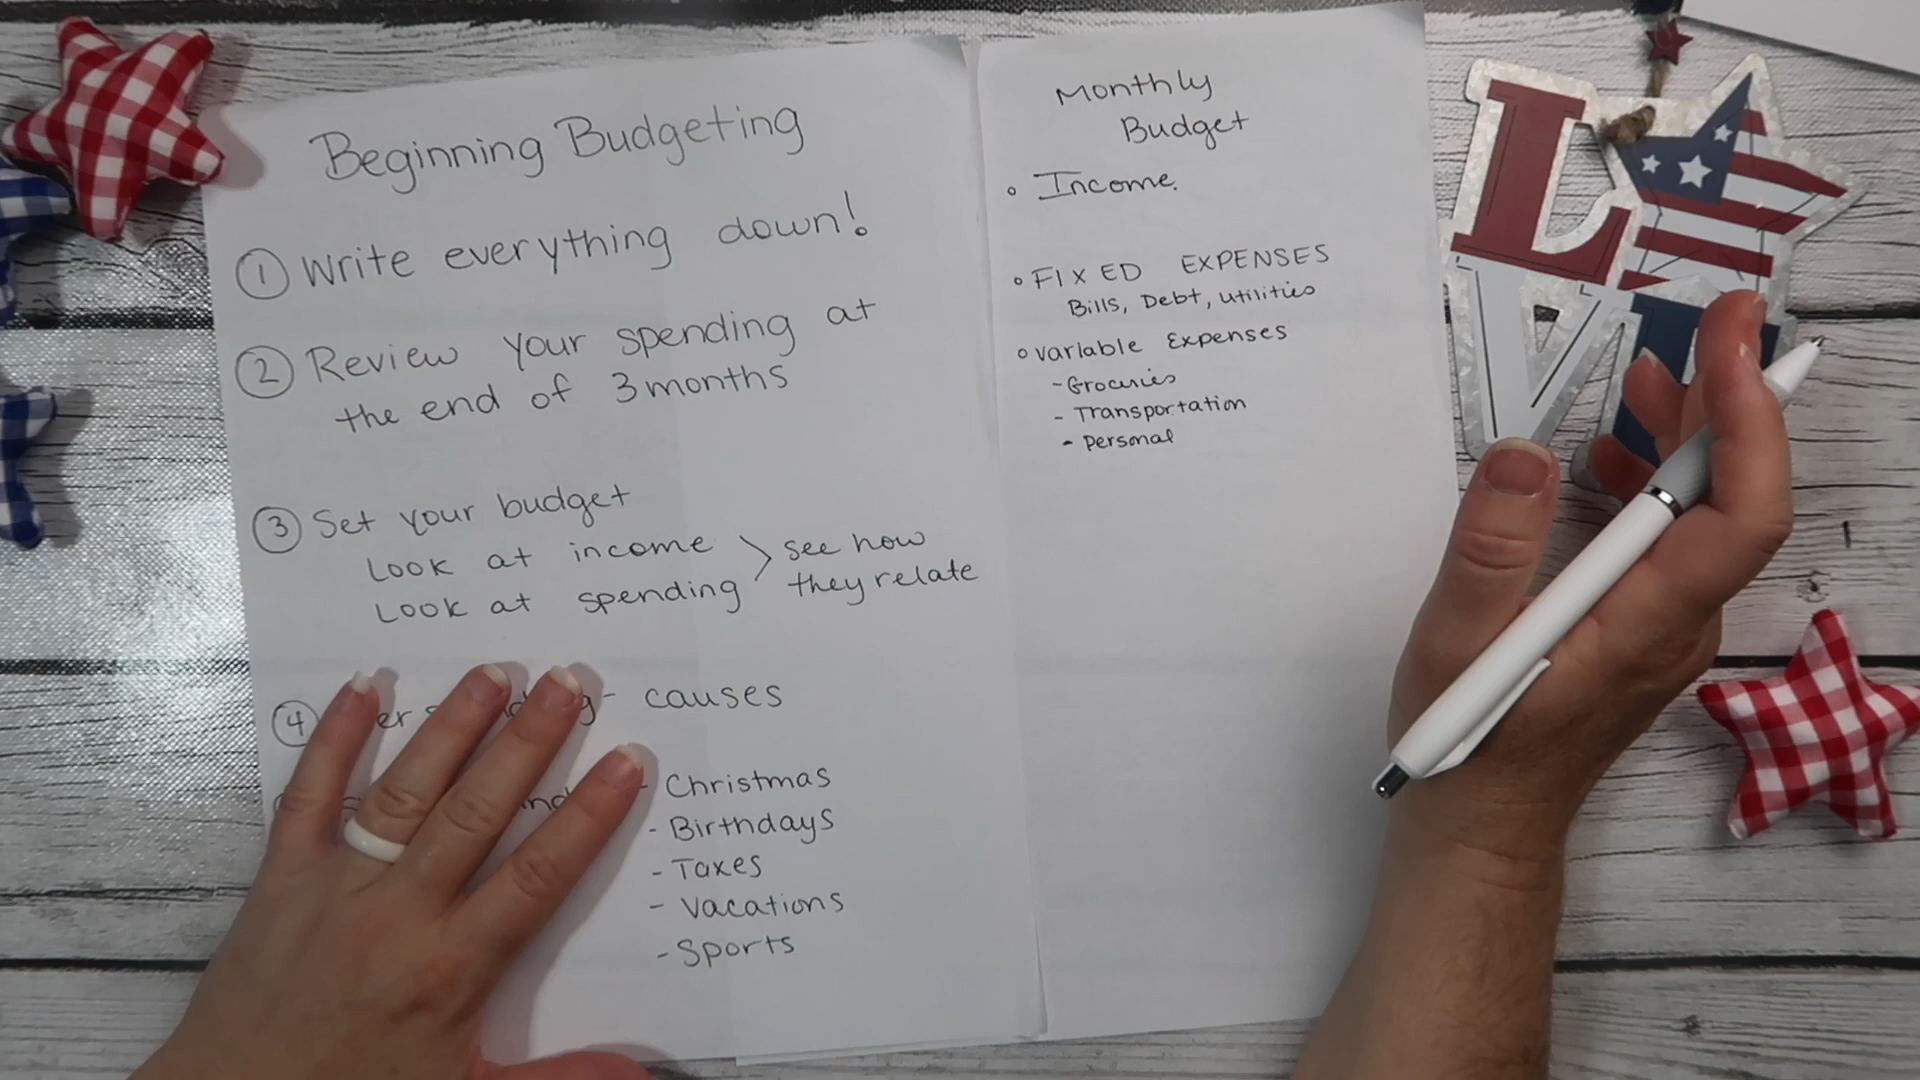 Beginning Budgeting
① Write everything down!
② Review your spending at
the end of 3 months
③ Set your budget
Look at income > see how
Look at spending they relate
④ - causes
- Christmas
- Birthdays
- Taxes
- Vacations
- Sports
Monthly
Budget
• Income.
• FIXED EXPENSES
Bills, Debt, utilities
• Variable Expenses
- Groceries
- Transportation
- Personal
L
V